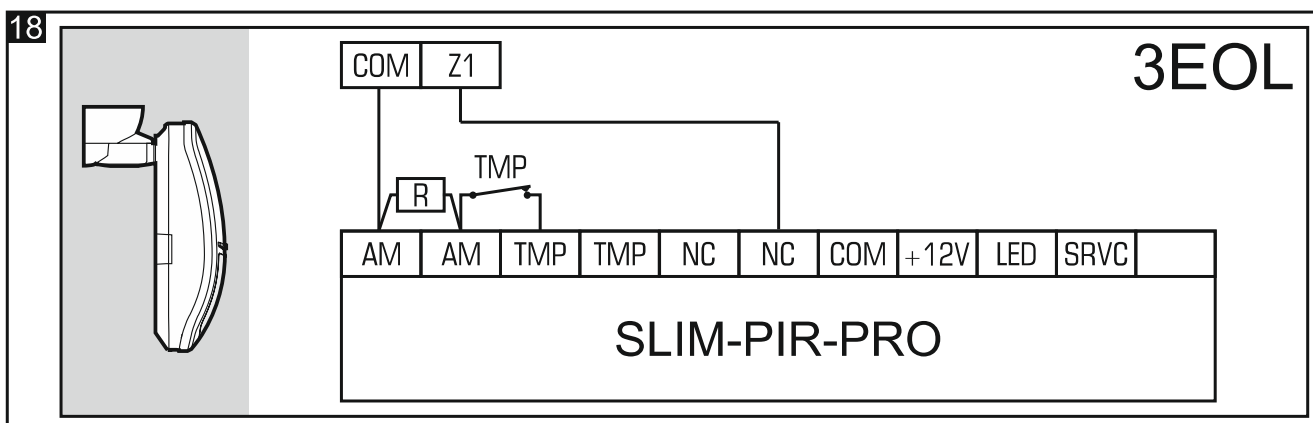 18
3EOL
COM Z1
TMP
R
AM AM TMP TMP NC NC COM +12V LED SRVC
SLIM-PIR-PRO